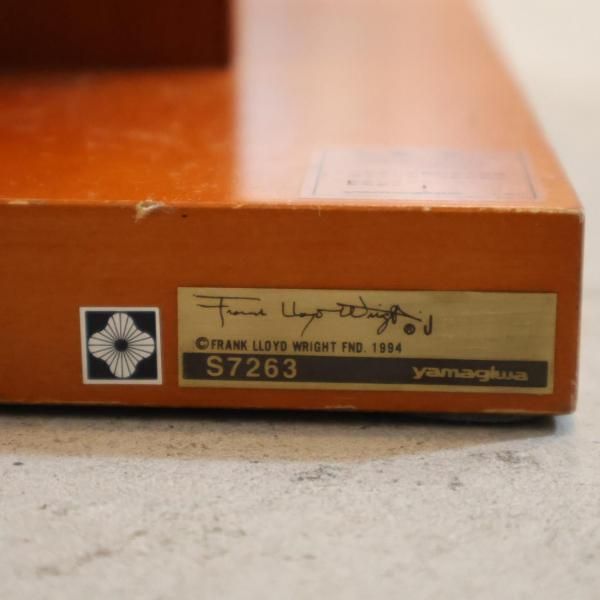 Frank Lloyd Wright ® J
© FRANK LLOYD WRIGHT FND. 1994
S7263 yamagiwa